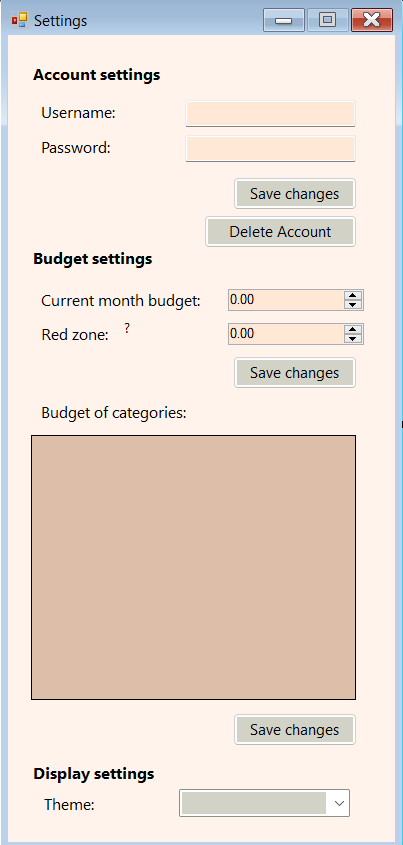 Settings
Account settings
Username:
Password:
Save changes
Delete Account
Budget settings
Current month budget: 0.00
Red zone: ? 0.00
Save changes
Budget of categories:
Save changes
Display settings
Theme: